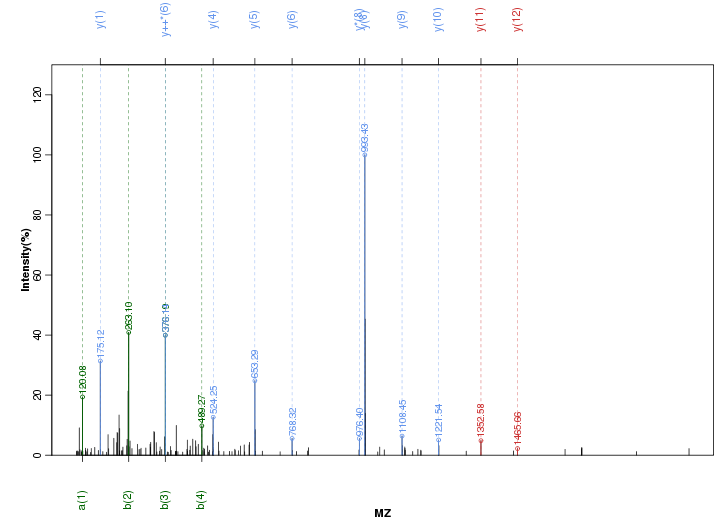 y(1)
y++*(6)
y(4)
y(5)
y(6)
y*(8)
y(8)
y(9)
y(10)
y(11)
y(12)
Intensity(%)
0
20
40
60
80
100
120
120.08
175.12
263.10
376.19
489.27
524.25
653.29
768.32
976.40
993.43
1108.45
1221.54
1352.58
1465.66
a(1)
b(2)
b(3)
b(4)
MZ